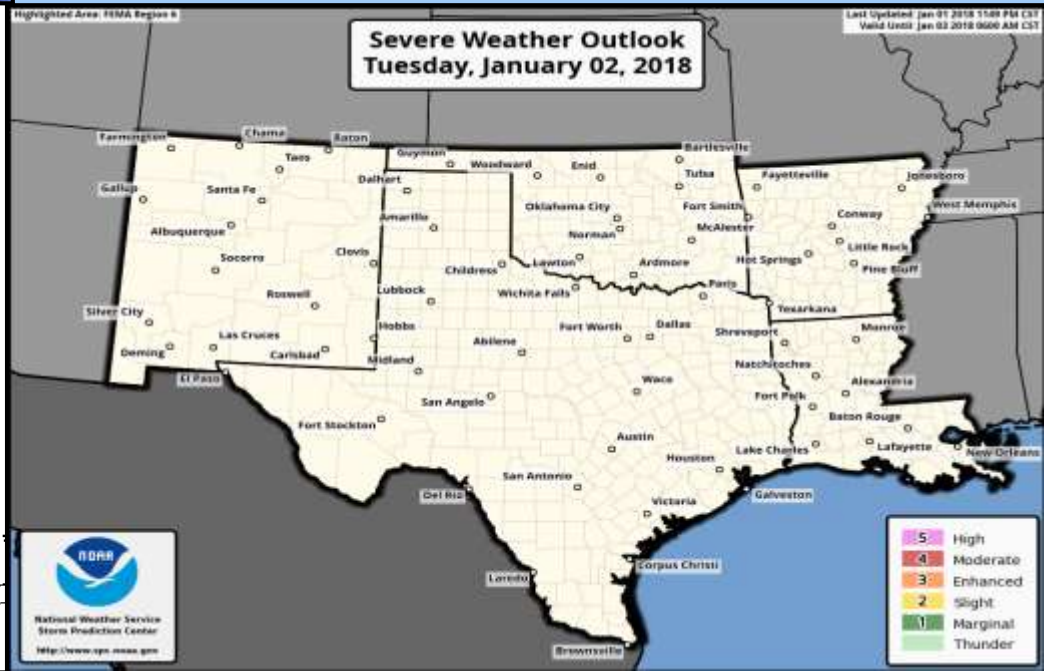 Highlighted Area: FEMA Region 6
Last Updated: Jan 01 2018 1149 PM CST
Valid Until: Jan 03 2018 0600 AM CST
Severe Weather Outlook
Tuesday, January 02, 2018
Farmington
Chama
Raton
Taos
Guymon
Woodward
Enid
Bartlesville
Gallup
Santa Fe
Dalhart
Tulsa
Fayetteville
Jonesboro
Albuquerque
Amarillo
Oklahoma City
Fort Smith
Conway
West Memphis
Norman
McAlester
Little Rock
Socorro
Clovis
Childress
Lawton
Ardmore
Hot Springs
Pine Bluff
Roswell
Lubbock
Wichita Falls
Paris
Texarkana
Silver City
Las Cruces
Hobbs
Abilene
Fort Worth
Dallas
Shreveport
Monroe
Deming
Carlsbad
Midland
Natchitoches
El Paso
San Angelo
Waco
Fort Polk
Alexandria
Fort Stockton
Baton Rouge
Austin
Lake Charles
Lafayette
New Orleans
Houston
San Antonio
Del Rio
Victoria
Galveston
Laredo
Corpus Christi
Brownsville
NOAA
National Weather Service
Storm Prediction Center
http://www.spc.noaa.gov
5 High
4 Moderate
3 Enhanced
2 Slight
1 Marginal
Thunder